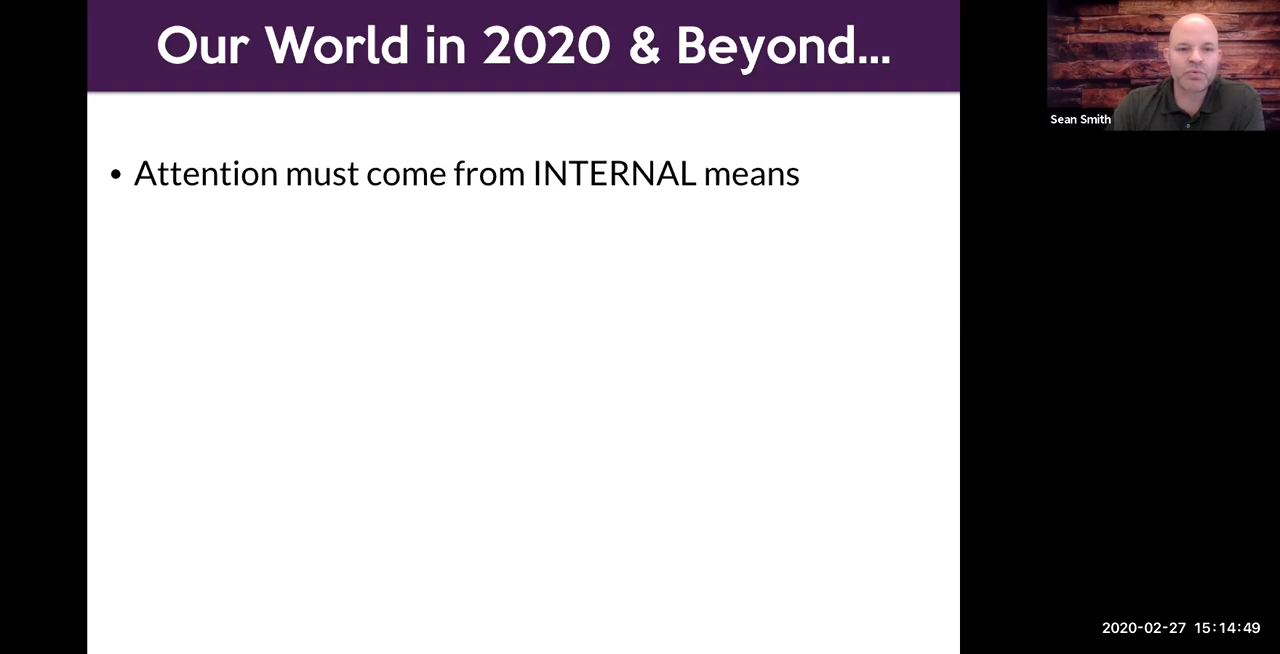 Our World in 2020 & Beyond...
Sean Smith
• Attention must come from INTERNAL means
2020-02-27 15:14:49